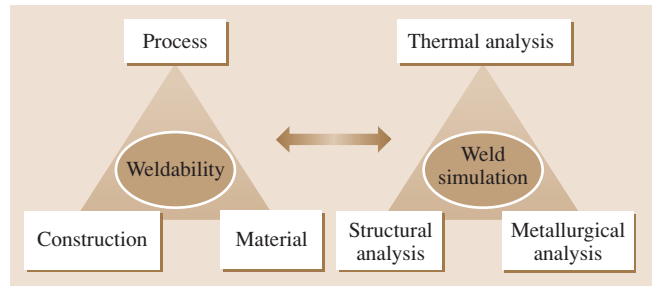 Process
Thermal analysis
Weldability
Weld
simulation
Construction
Material
Structural
analysis
Metallurgical
analysis